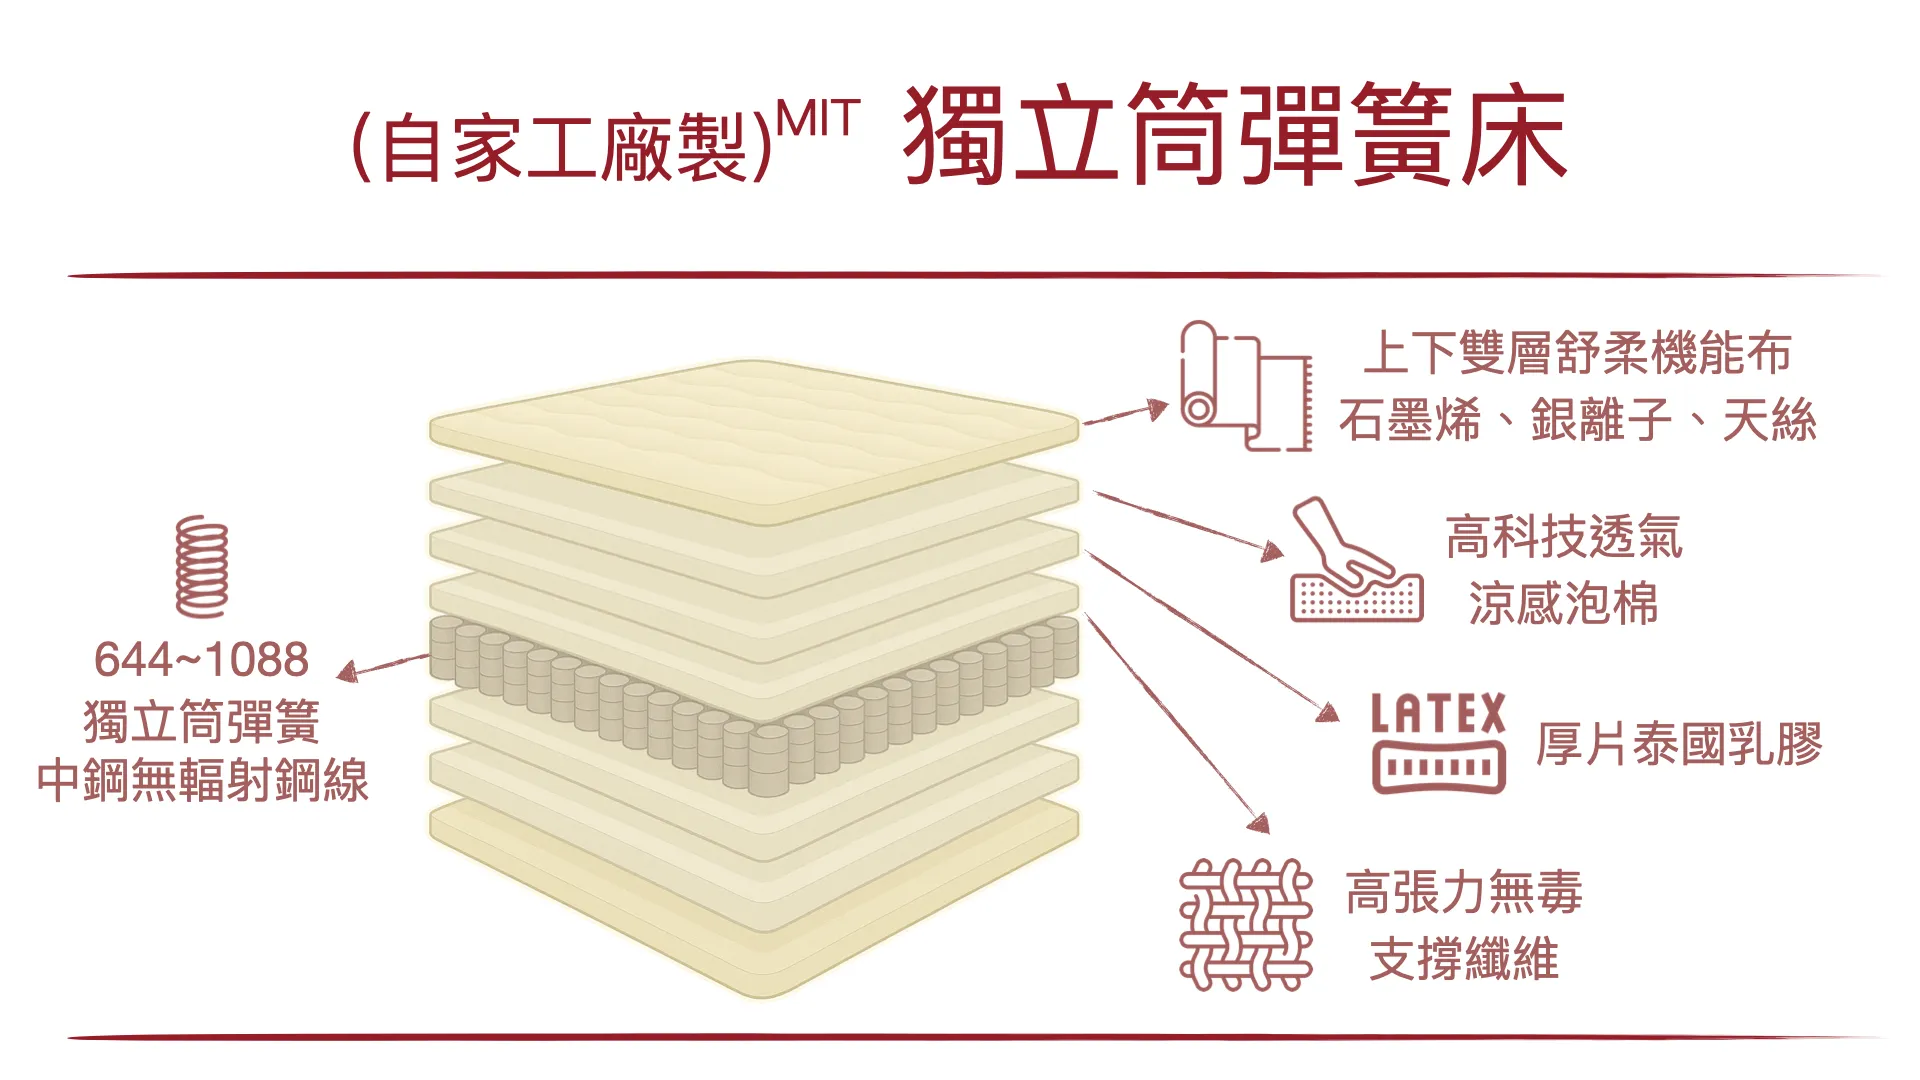 (自家工廠製)MIT 獨立筒彈簧床
上下雙層舒柔機能布
石墨烯、銀離子、天絲
高科技透氣
涼感泡棉
644~1088
獨立筒彈簧
中鋼無輻射鋼線
LATEX
厚片泰國乳膠
高張力無毒
支撐纖維